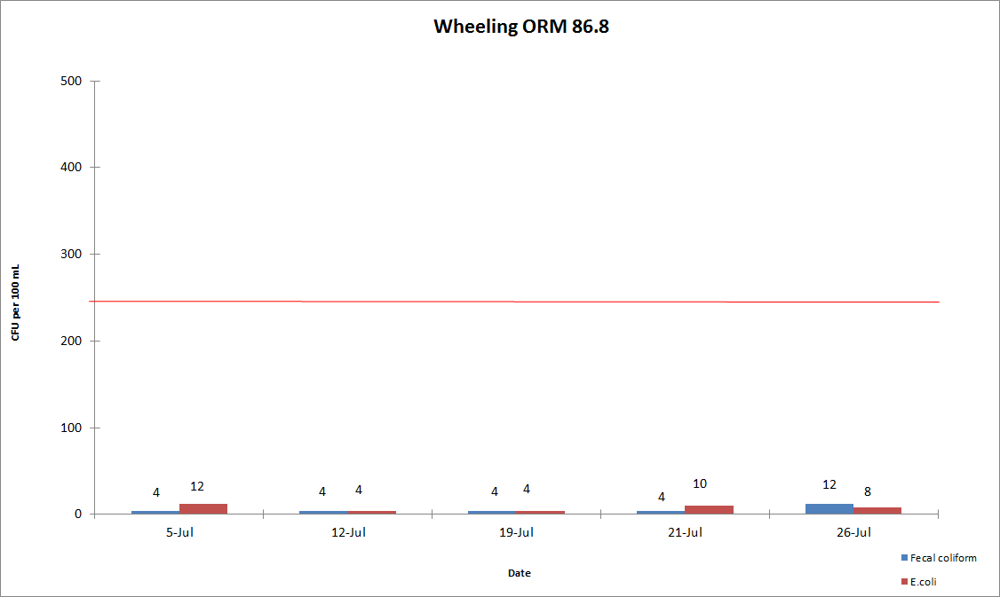 Wheeling ORM 86.8
500
400
300
200
100
0
CFU per 100 mL
4 12 4 4 4 4 4 10 12 8
5-Jul 12-Jul 19-Jul 21-Jul 26-Jul
Date
Fecal coliform
E.coli